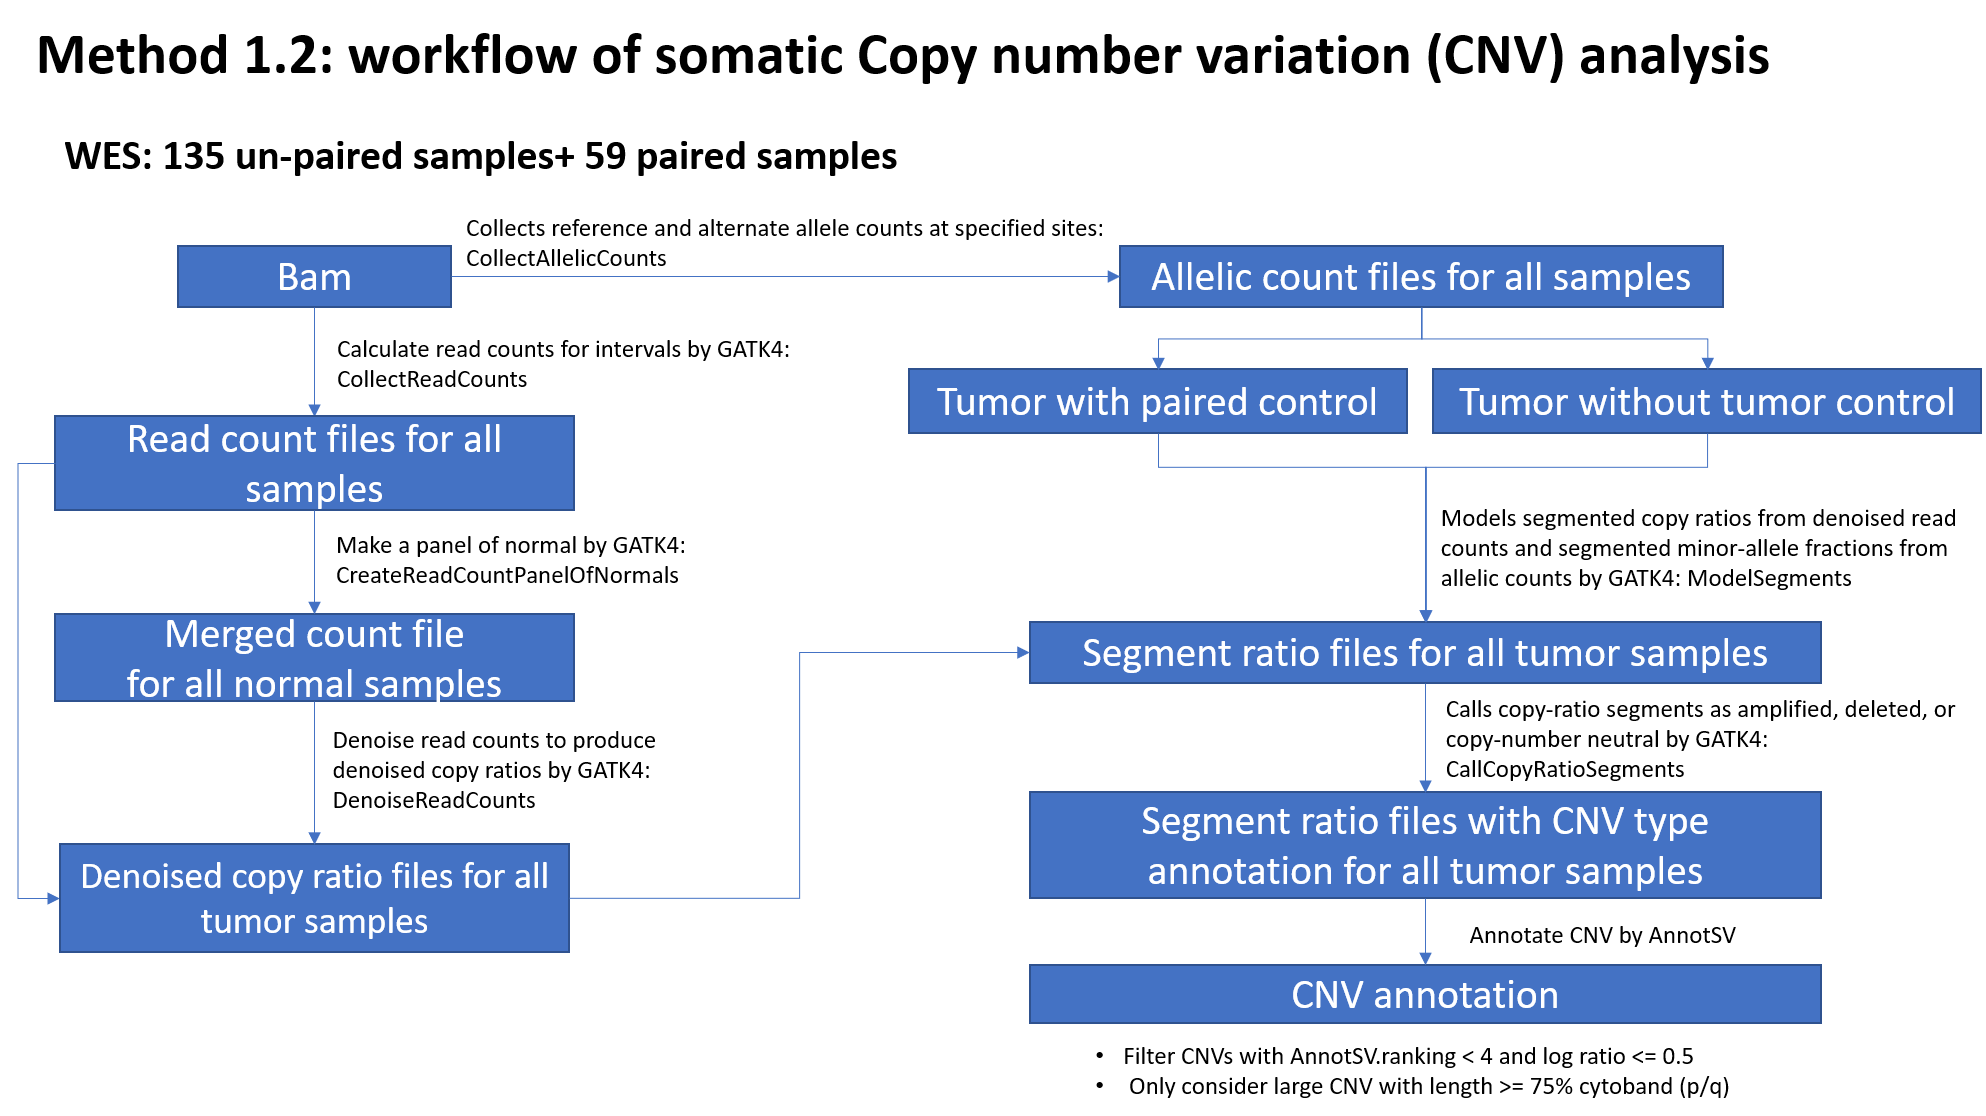 Method 1.2: workflow of somatic Copy number variation (CNV) analysis
WES: 135 un-paired samples+ 59 paired samples
Collects reference and alternate allele counts at specified sites:
CollectAllelicCounts
Bam
Allelic count files for all samples
Calculate read counts for intervals by GATK4:
CollectReadCounts
Tumor with paired control
Tumor without tumor control
Read count files for all
samples
Make a panel of normal by GATK4:
CreateReadCountPanelOfNormals
Models segmented copy ratios from denoised read
counts and segmented minor-allele fractions from
allelic counts by GATK4: ModelSegments
Merged count file
for all normal samples
Segment ratio files for all tumor samples
Denoise read counts to produce
denoised copy ratios by GATK4:
DenoiseReadCounts
Calls copy-ratio segments as amplified, deleted, or
copy-number neutral by GATK4:
CallCopyRatioSegments
Denoised copy ratio files for all
tumor samples
Segment ratio files with CNV type
annotation for all tumor samples
Annotate CNV by AnnotSV
CNV annotation
• Filter CNVs with AnnotSV.ranking < 4 and log ratio <= 0.5
• Only consider large CNV with length >= 75% cytoband (p/q)